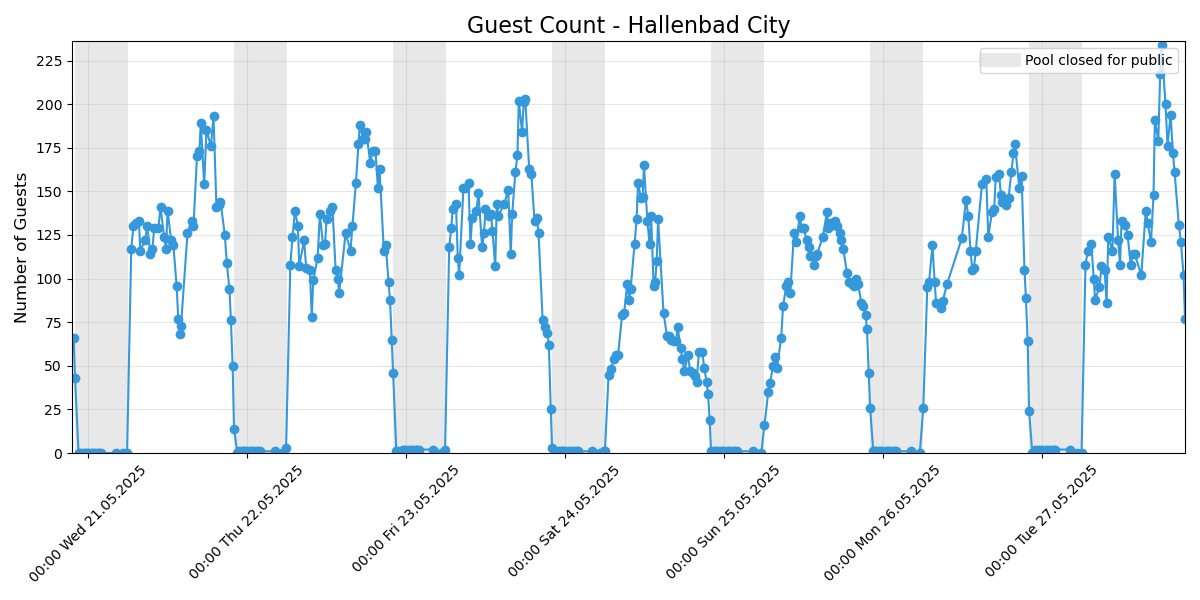 Guest Count - Hallenbad City
Pool closed for public
Number of Guests
225
200
175
150
125
100
75
50
25
0
00:00 Wed 21.05.2025
00:00 Thu 22.05.2025
00:00 Fri 23.05.2025
00:00 Sat 24.05.2025
00:00 Sun 25.05.2025
00:00 Mon 26.05.2025
00:00 Tue 27.05.2025